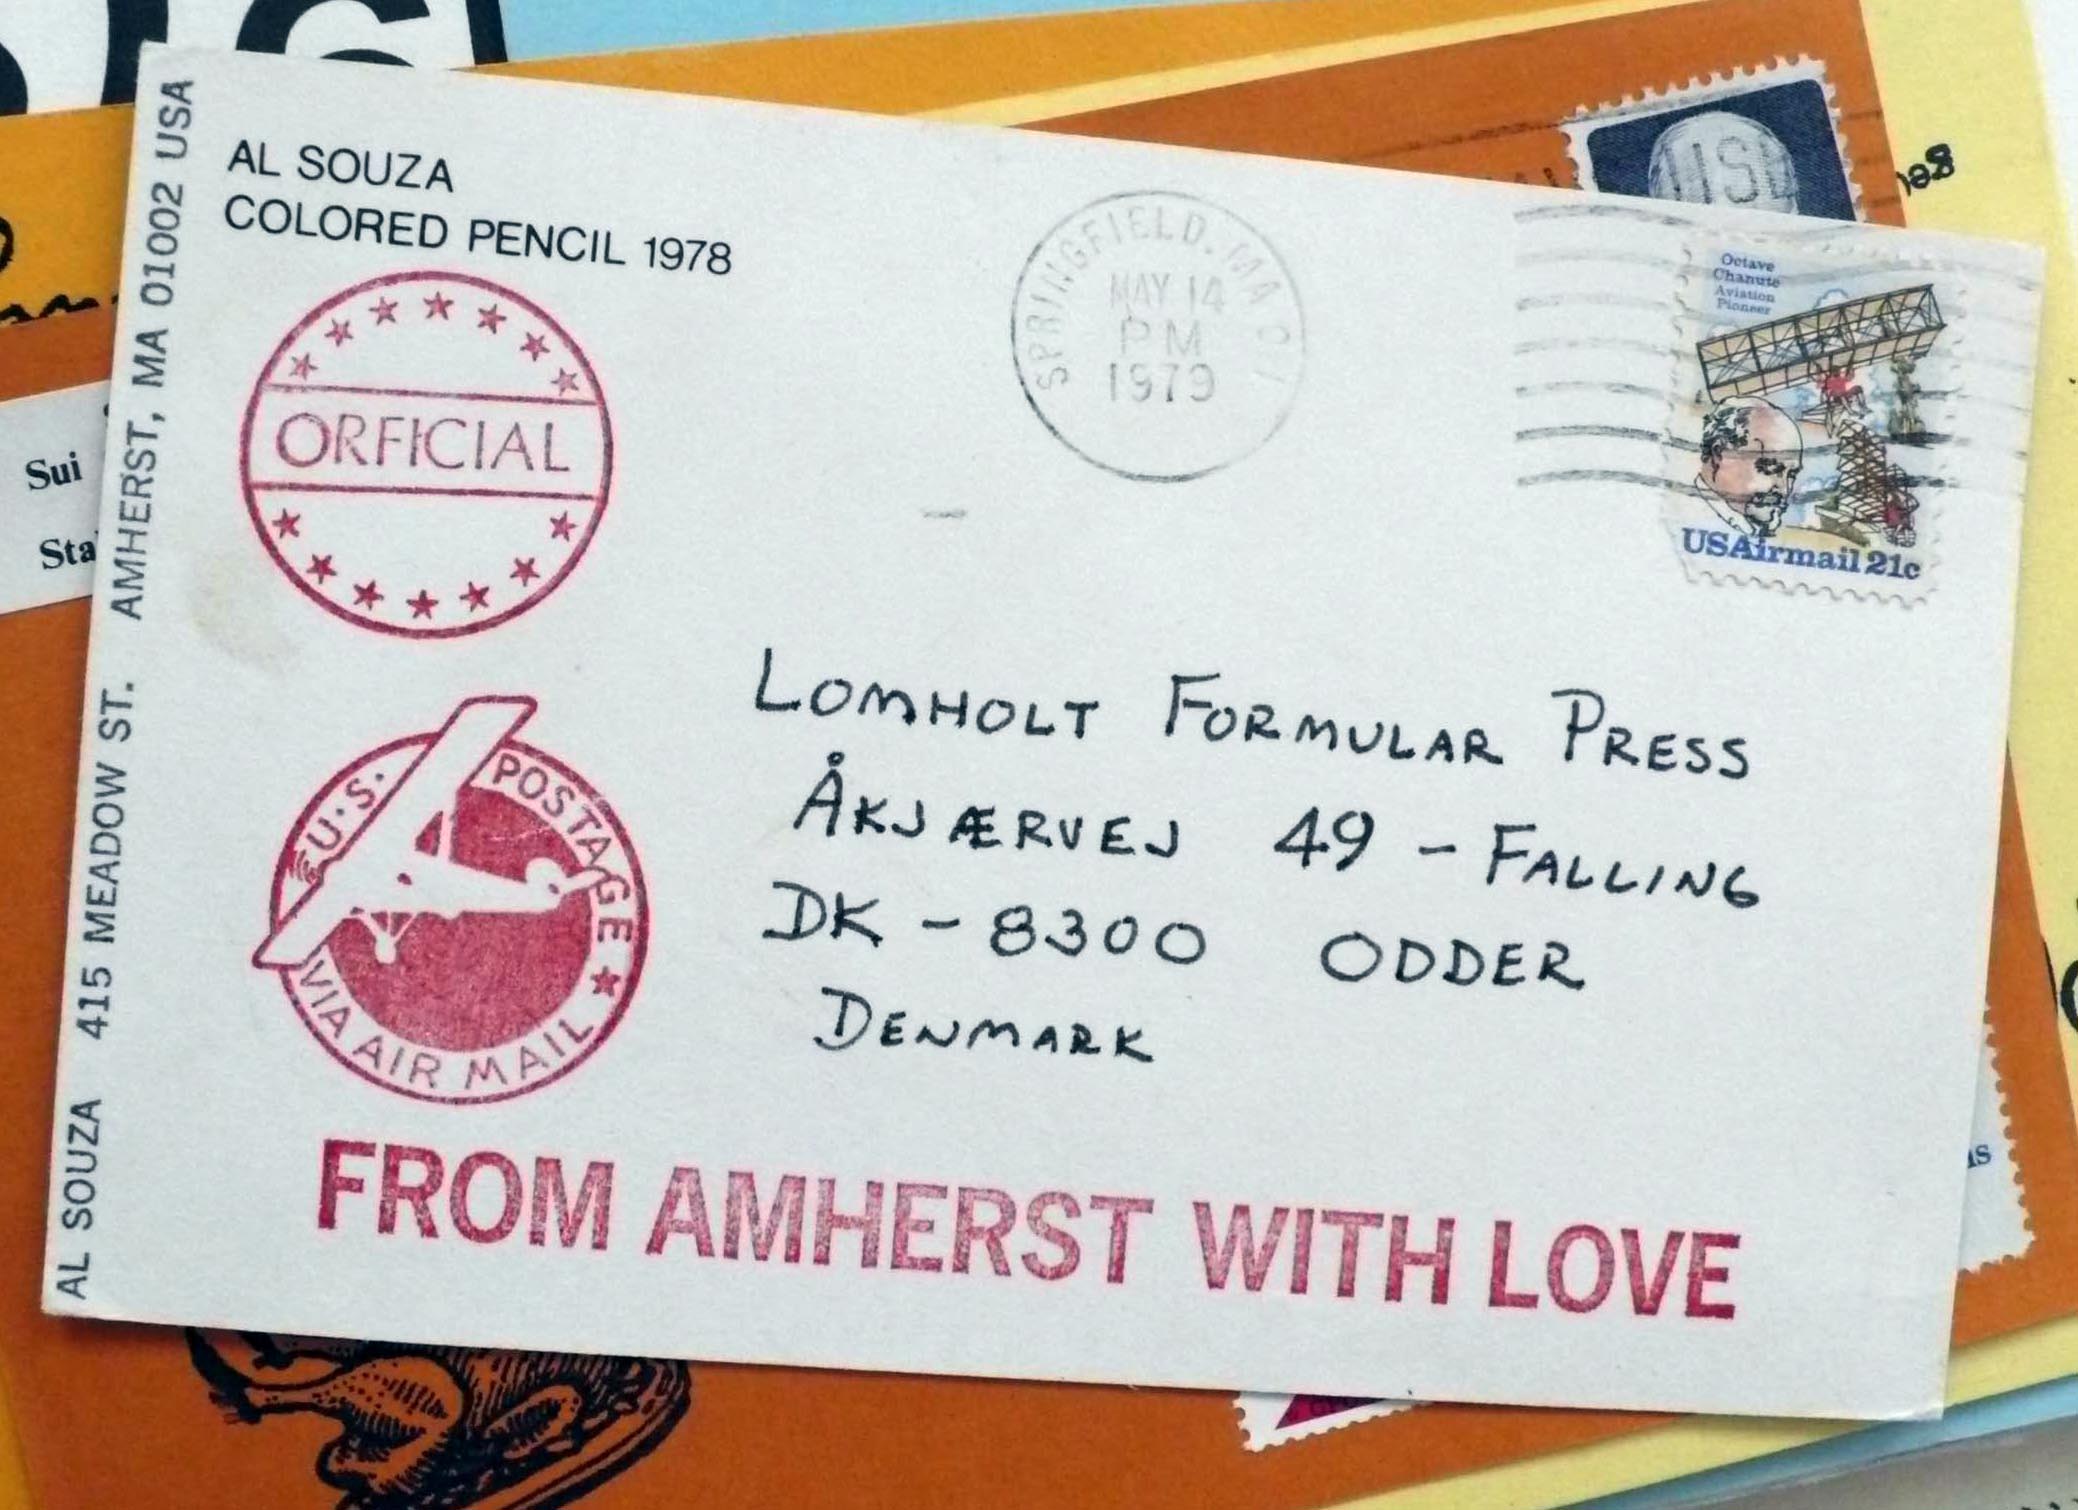 AL SOUZA
COLORED PENCIL 1978
AL SOUZA 415 MEADOW ST. AMHERST, MA 01002 USA
ORFICIAL
SPRINGFIELD, MA
MAY 14
PM
1979
Octave
Chanute
Aviation
Pioneer
USAirmail 21c
LOMHOLT FORMULAR PRESS
ÅKJÆRVEJ 49 - FALLING
DK - 8300 ODDER
DENMARK
U.S. POSTAGE
VIA AIR MAIL
FROM AMHERST WITH LOVE
Sui
Sta